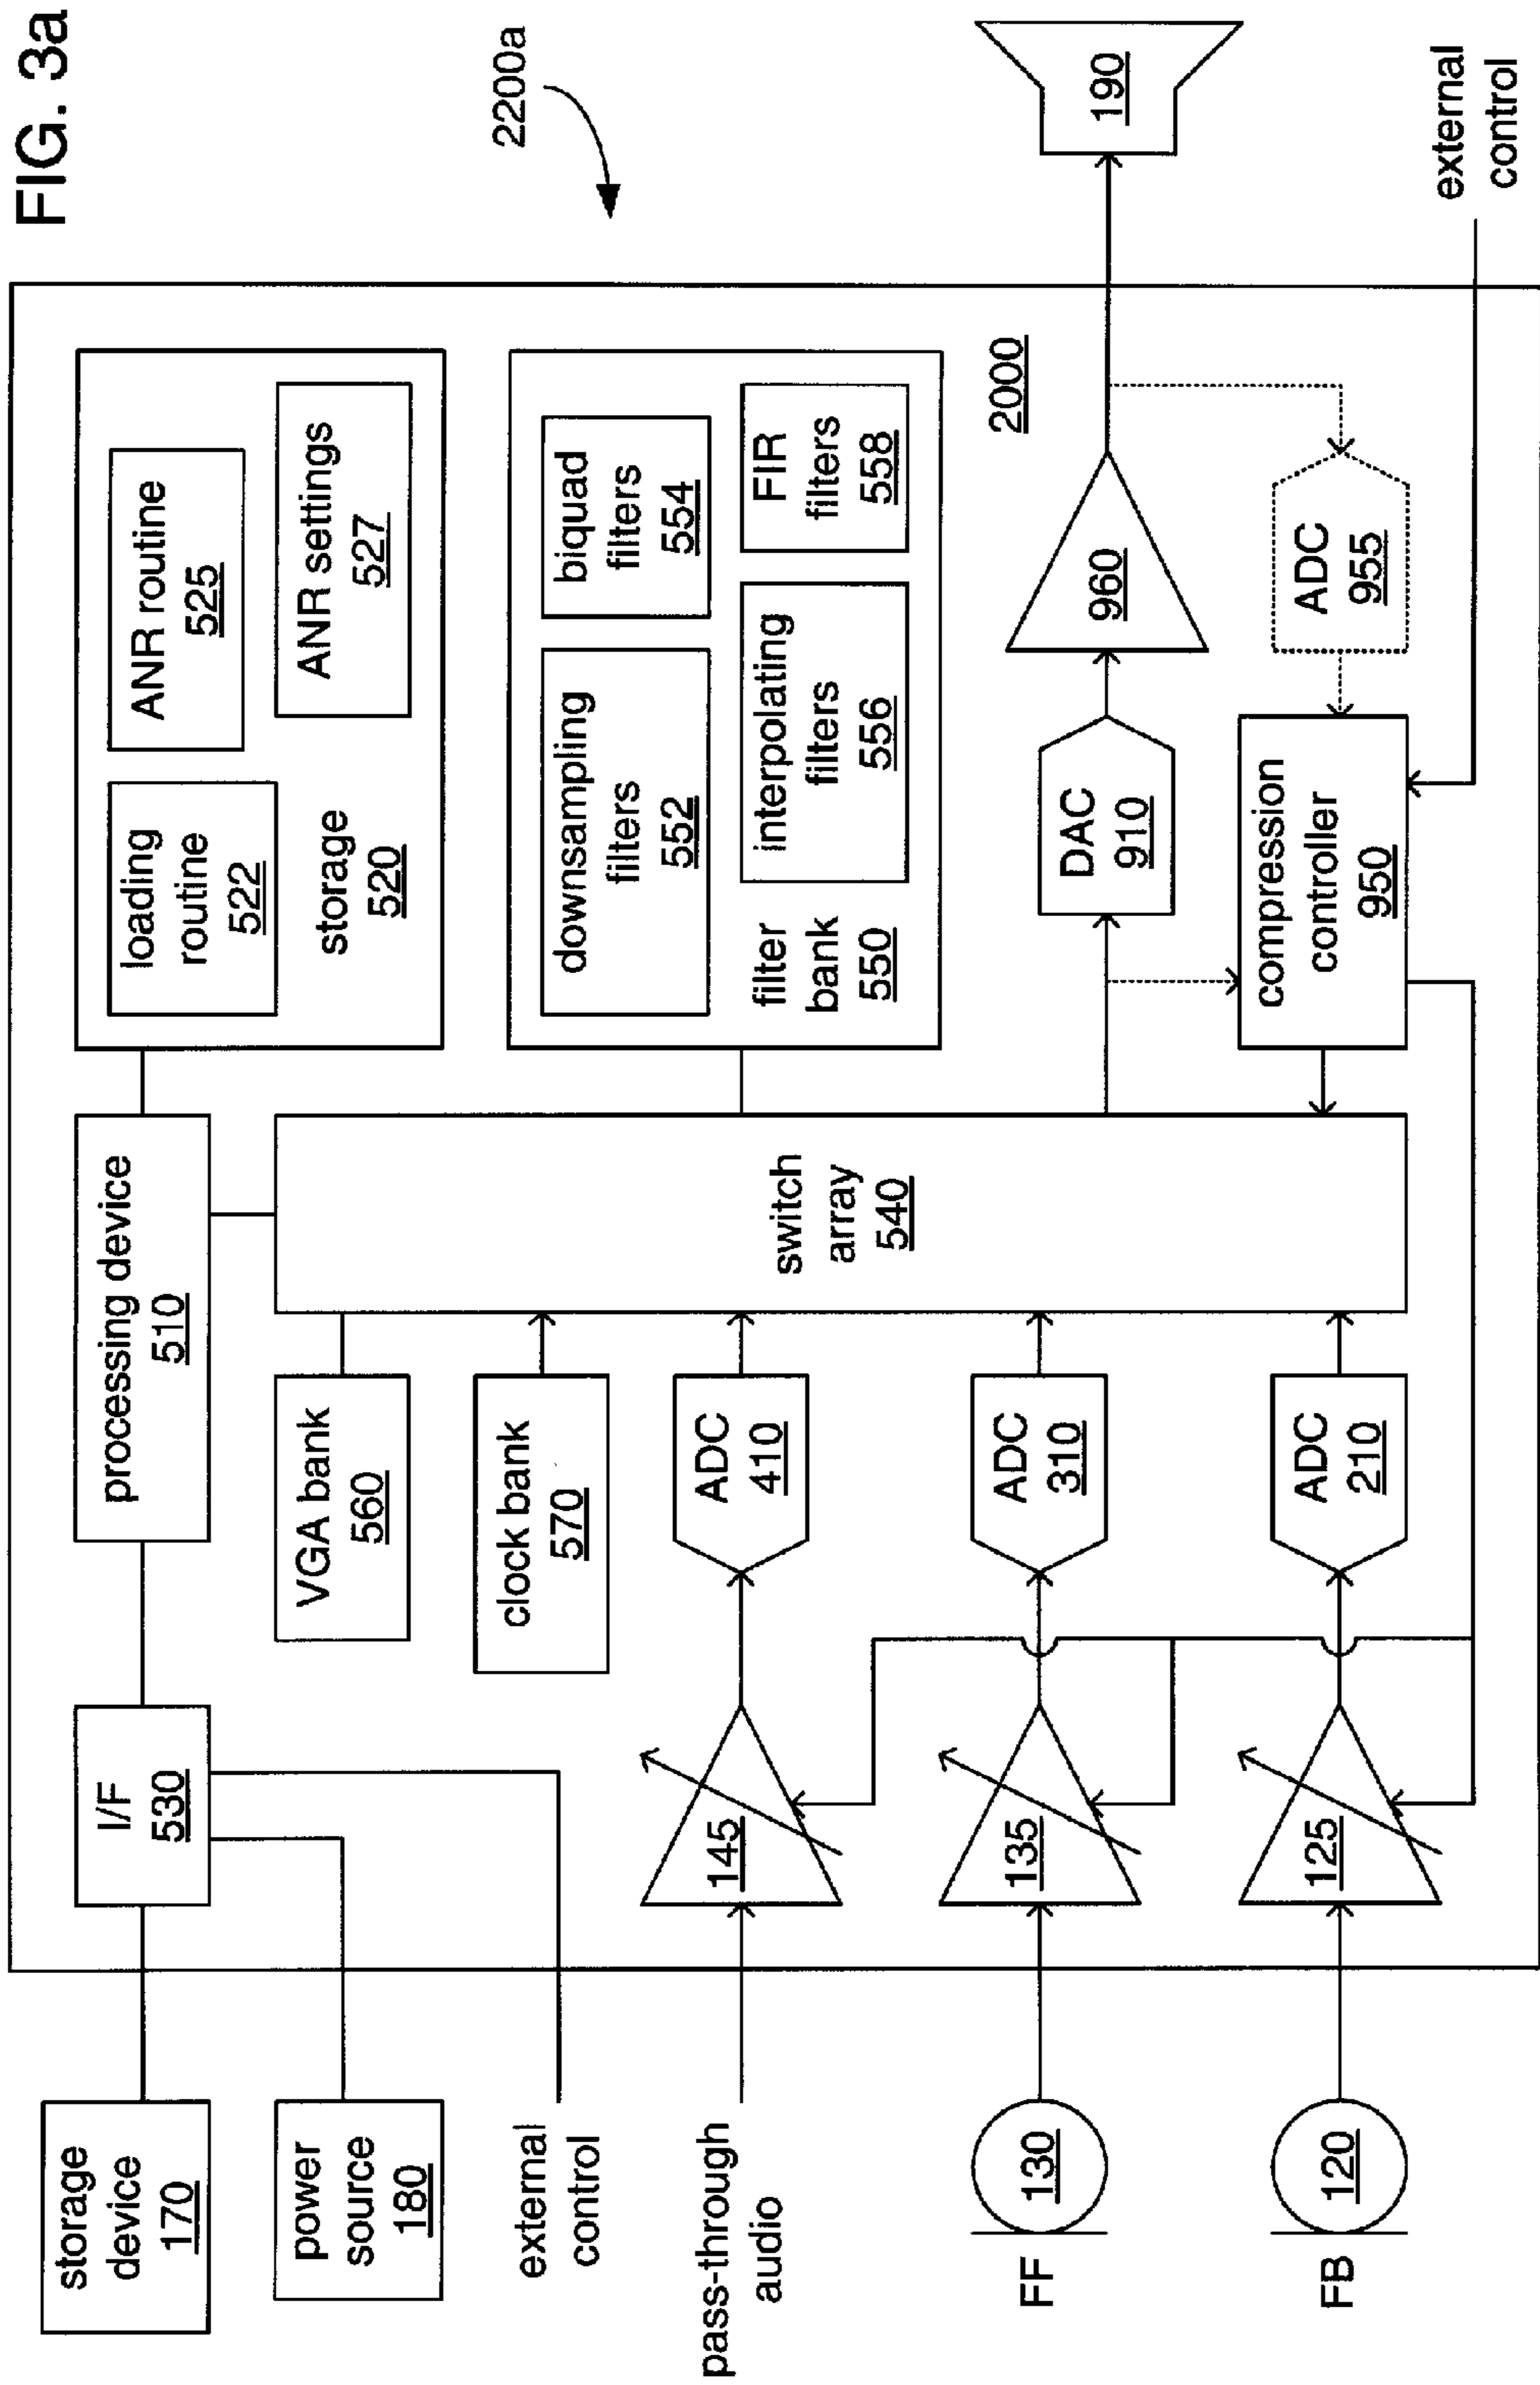 FIG. 3a
2200a
storage
device
170
power
source
180
external
control
pass-through
audio
FF
130
FB
120
I/F
530
processing device
510
loading
routine
522
ANR routine
525
ANR settings
527
storage
520
VGA bank
560
clock bank
570
switch
array
540
downsampling
filters
552
biquad
filters
554
interpolating
filters
556
FIR
filters
558
filter
bank
550
145
ADC
410
135
ADC
310
125
ADC
210
DAC
910
960
2000
190
compression
controller
950
ADC
955
external
control